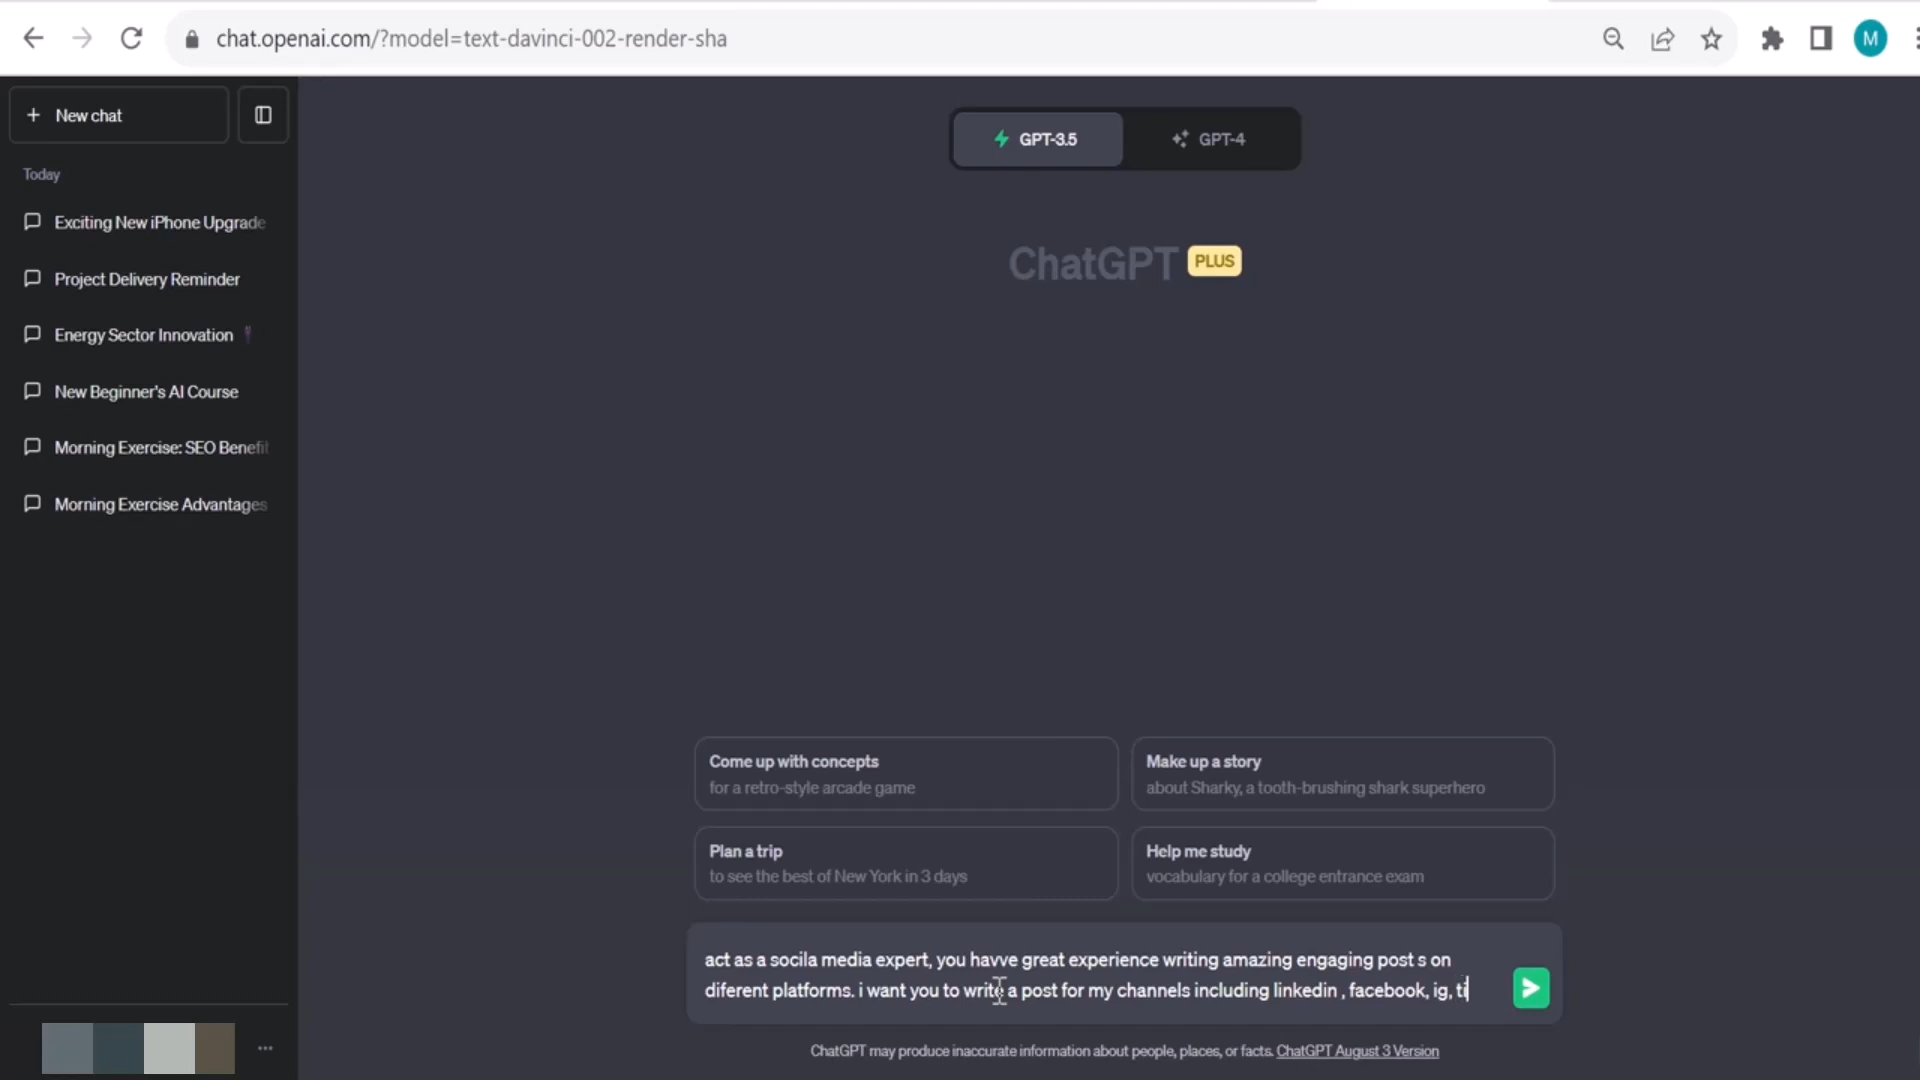 chat.openai.com/?model=text-davinci-002-render-sha
M
New chat
Today
Exciting New iPhone Upgrade
Project Delivery Reminder
Energy Sector Innovation
New Beginner's AI Course
Morning Exercise: SEO Benefit
Morning Exercise Advantages
GPT-3.5
GPT-4
ChatGPT PLUS
Come up with concepts
for a retro-style arcade game
Make up a story
about Sharky, a tooth-brushing shark superhero
Plan a trip
to see the best of New York in 3 days
Help me study
vocabulary for a college entrance exam
act as a socila media expert, you havve great experience writing amazing engaging post s on
diferent platforms. i want you to write a post for my channels including linkedin , facebook, ig, ti
ChatGPT may produce inaccurate information about people, places, or facts. ChatGPT August 3 Version